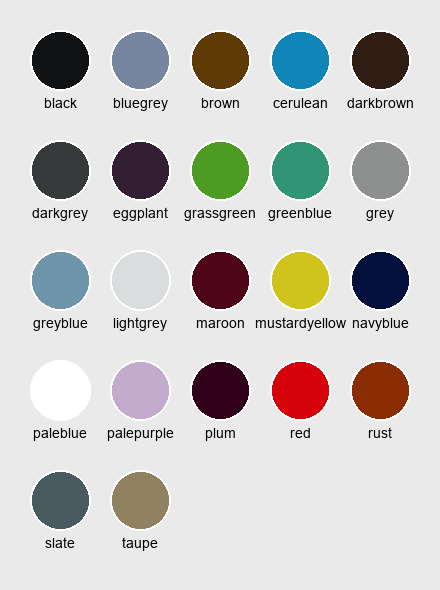 black bluegrey brown cerulean darkbrown
darkgrey eggplant grassgreen greenblue grey
greyblue lightgrey maroon mustardyellow navyblue
paleblue palepurple plum red rust
slate taupe